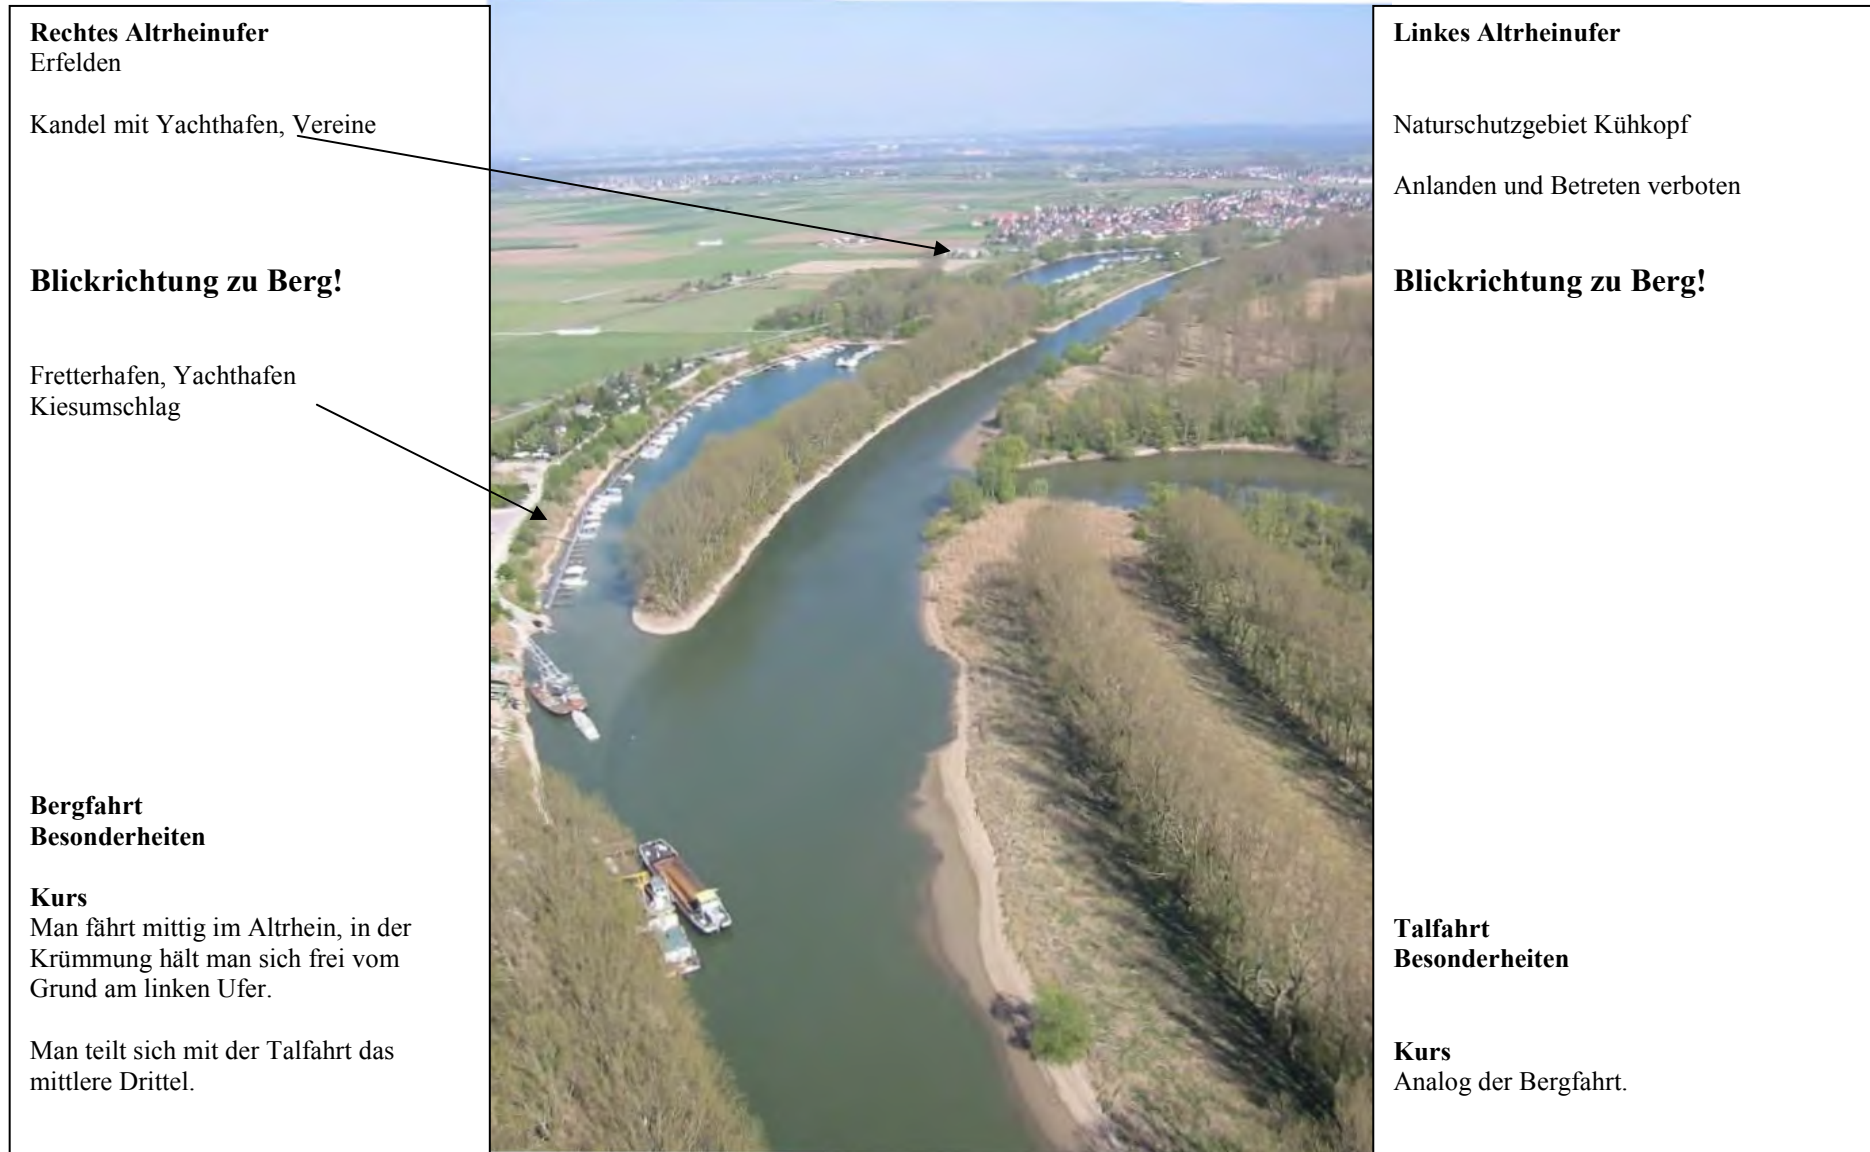 Rechtes Altrheinufer
Erfelden
Kandel mit Yachthafen, Vereine
Blickrichtung zu Berg!
Fretterhafen, Yachthafen
Kiesumschlag
Bergfahrt
Besonderheiten
Kurs
Man fährt mittig im Altrhein, in der
Krümmung hält man sich frei vom
Grund am linken Ufer.
Man teilt sich mit der Talfahrt das
mittlere Drittel.
Linkes Altrheinufer
Naturschutzgebiet Kühkopf
Anlanden und Betreten verboten
Blickrichtung zu Berg!
Talfahrt
Besonderheiten
Kurs
Analog der Bergfahrt.